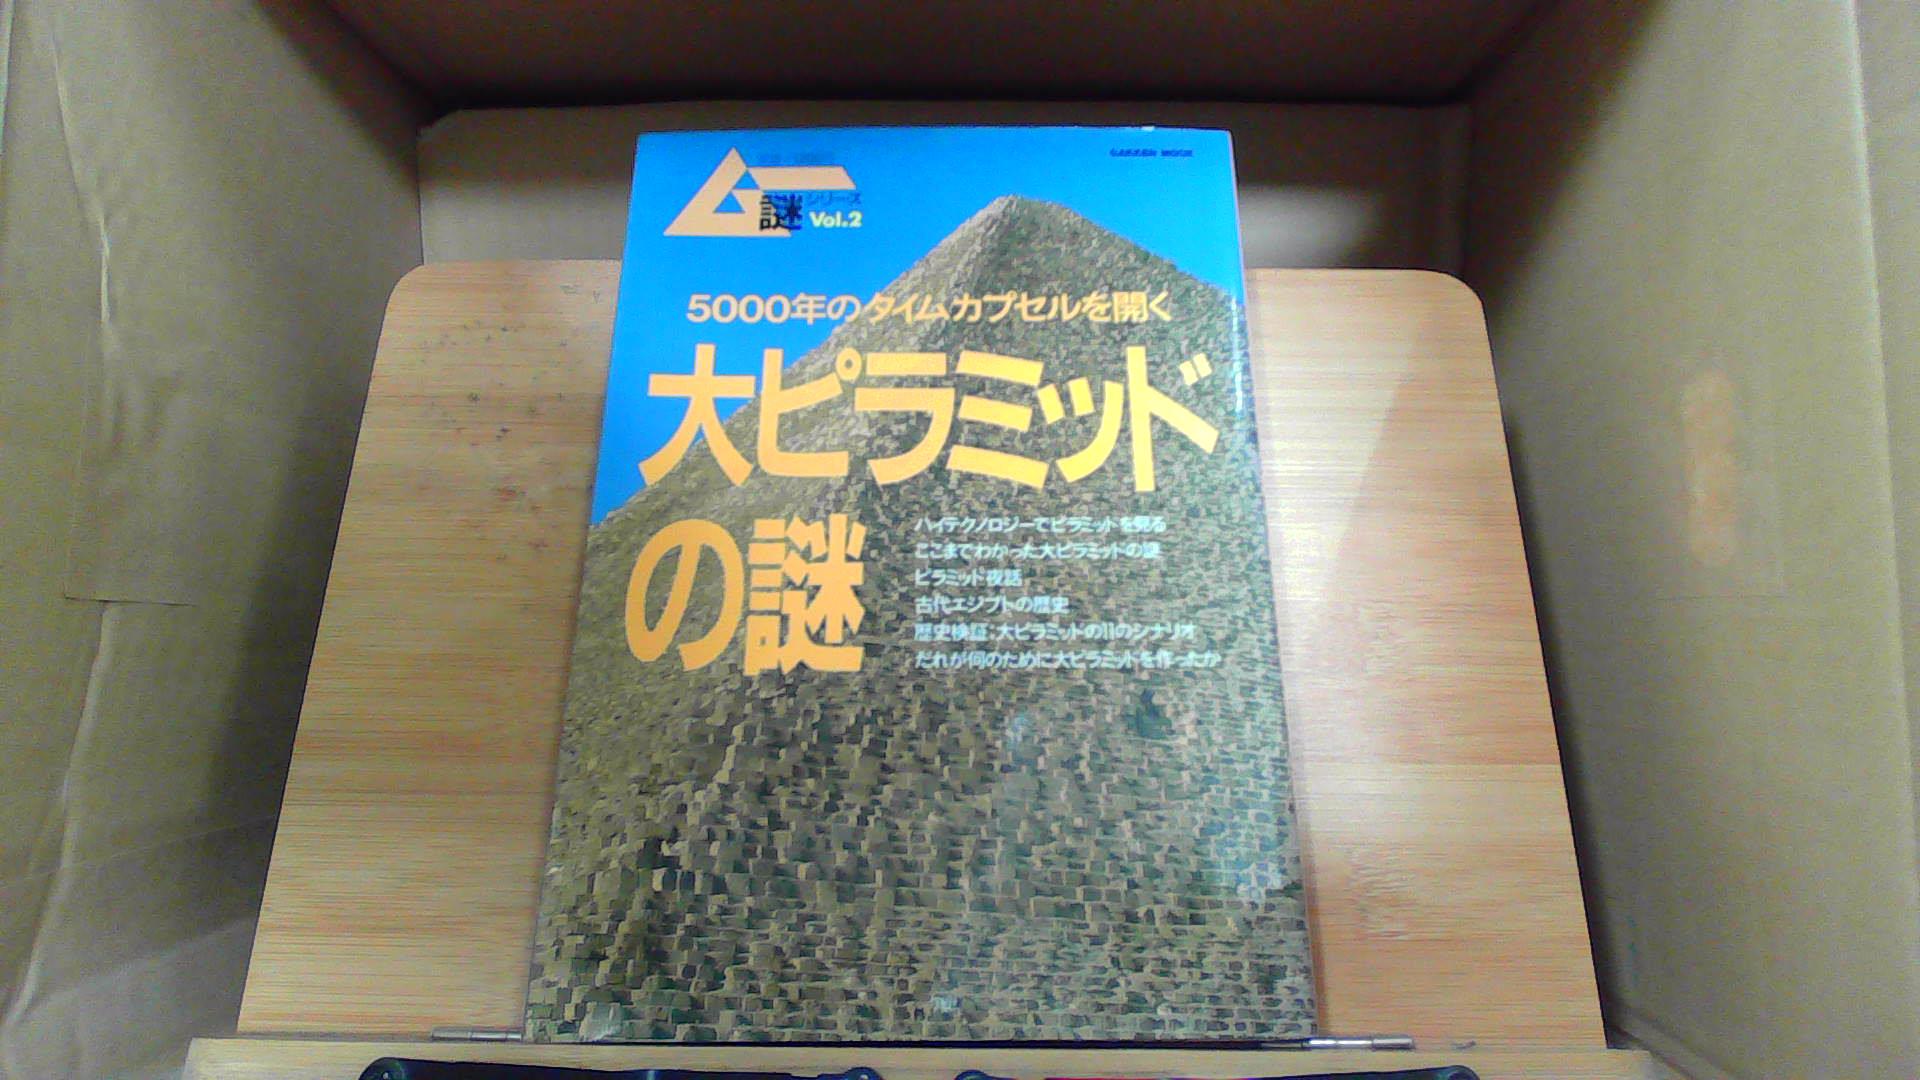 GAKKEN MOOK
ムー
謎シリーズ
Vol.2
5000年のタイムカプセルを開く
大ピラミッド
の謎
ハイテクノロジーでピラミットを見る
ここまでわかった大ピラミッドの謎
ピラミット夜話
古代エジプトの歴史
歴史検証:大ピラミッドの11のシナリオ
だれが何のために大ピラミットを作ったか